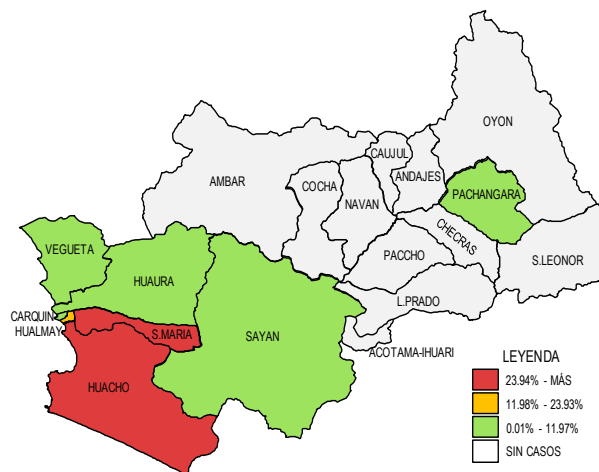 OYON
CAUJUL
ANDAJES
AMBAR
COCHA
NAVAN
PACHANGARA
CHECRAS
VEGUETA
HUAURA
PACCHO
S.LEONOR
L.PRADO
CARQUIN
HUALMAY
S.MARIA
SAYAN
ACOTAMA-IHUARI
HUACHO
LEYENDA
23.94% - MÁS
11.98% - 23.93%
0.01% - 11.97%
SIN CASOS